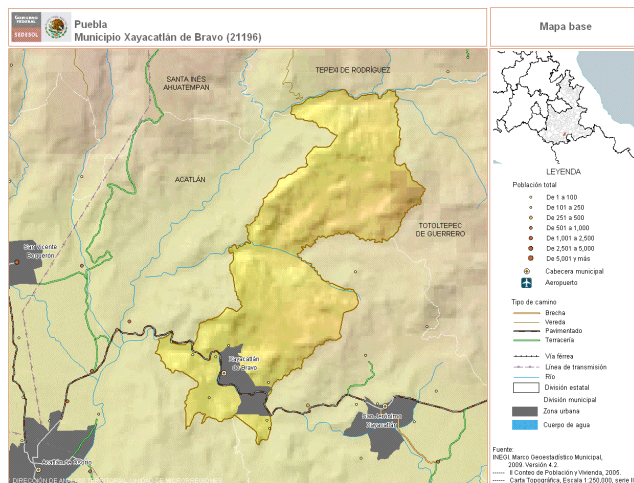 GOBIERNO
FEDERAL
SEDESOL
Puebla
Municipio Xayacatlán de Bravo (21196)
Mapa base
SANTA INÉS
AHUATEMPAN
TEPEXI DE RODRÍGUEZ
ACATLÁN
TOTOLTEPEC
DE GUERRERO
San Vicente
Boquerón
Xayacatlán
de Bravo
San Jerónimo
Xayacatlán
Acatlán de Osorio
LEYENDA
Población total
De 1 a 100
De 101 a 250
De 251 a 500
De 501 a 1,000
De 1,001 a 2,500
De 2,501 a 5,000
De 5,001 y más
Cabecera municipal
Aeropuerto
Tipo de camino
Brecha
Vereda
Pavimentado
Terracería
Vía férrea
Línea de transmisión
Río
División estatal
División municipal
Zona urbana
Cuerpo de agua
Fuente:
INEGI. Marco Geoestadístico Municipal,
2009. Versión 4.2.
------ II Conteo de Población y Vivienda, 2005.
------ Carta Topográfica, Escala 1:250,000, serie II